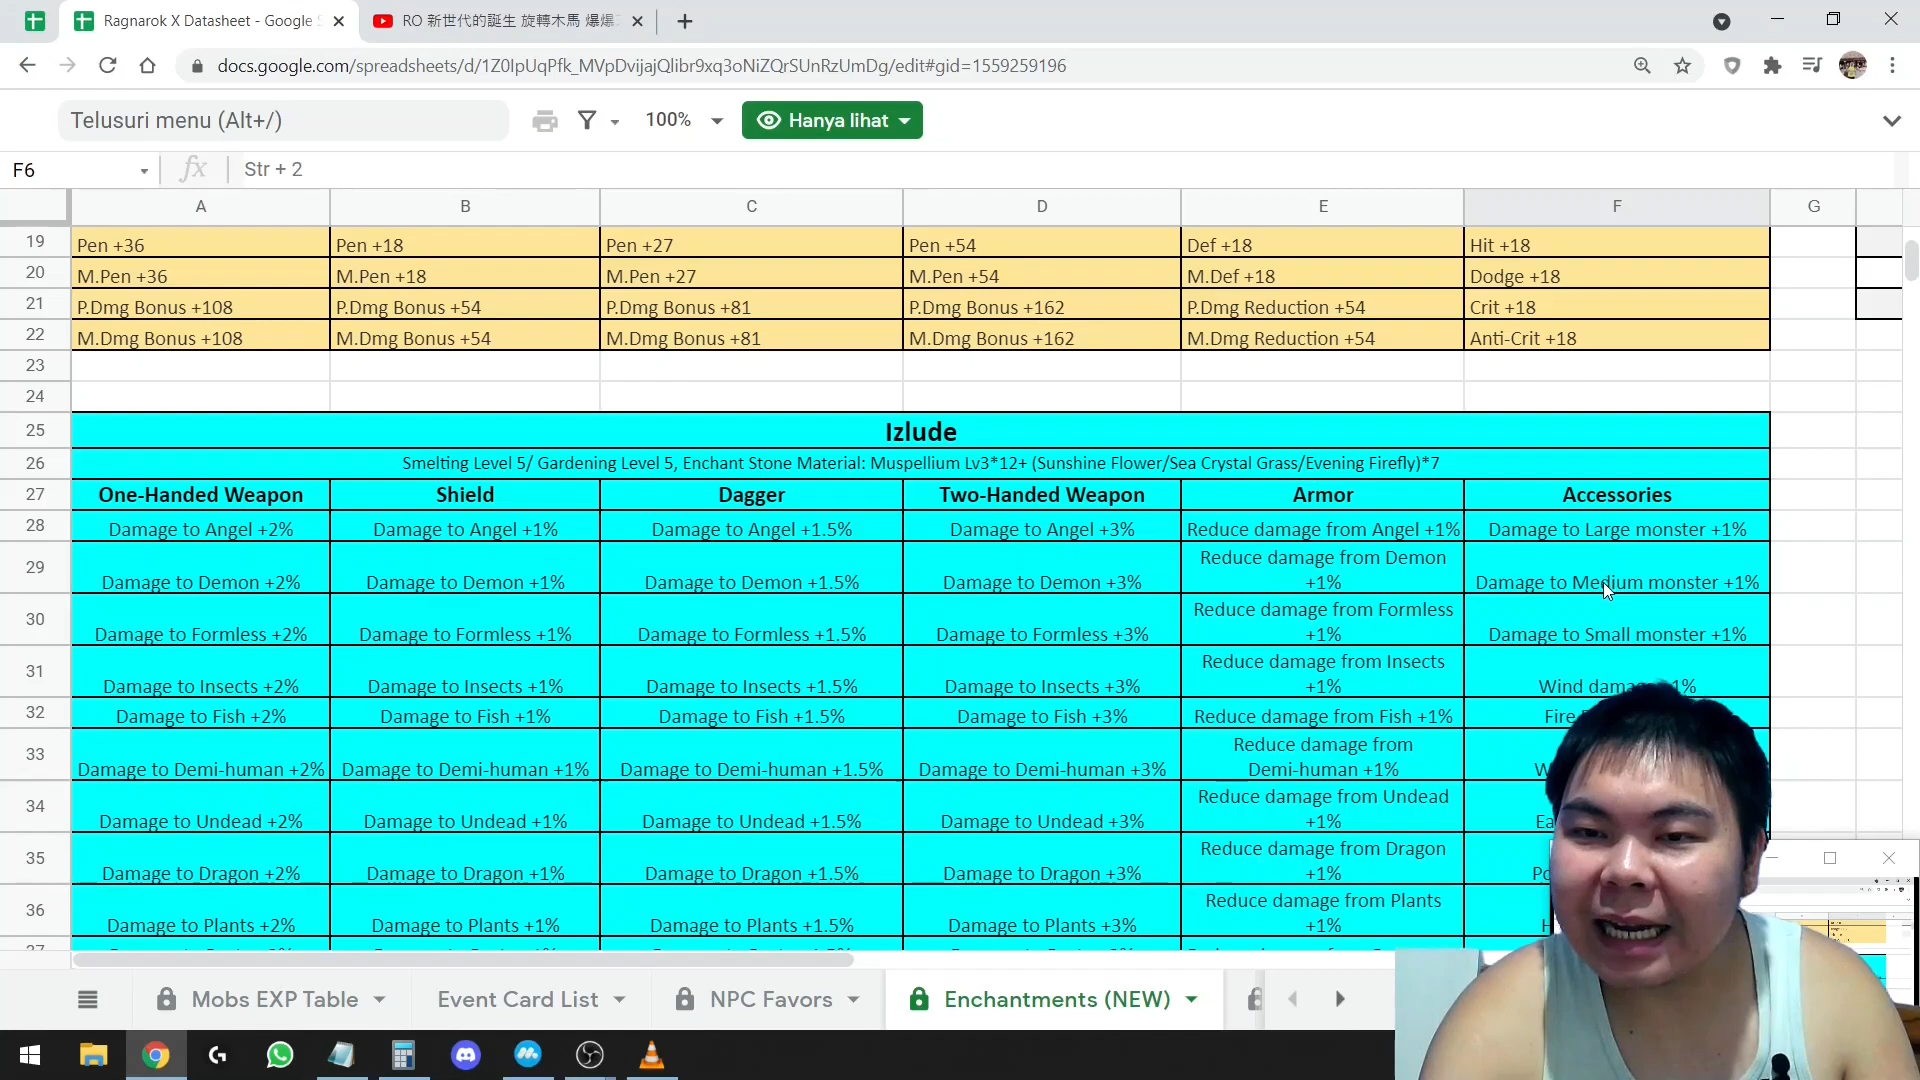 Ragnarok X Datasheet - Google S
RO 新世代的誕生 旋轉木馬 爆爆
docs.google.com/spreadsheets/d/1Z0IpUqPfk_MVpDvijajQlibr9xq3oNiZQrSUnRzUmDg/edit#gid=1559259196
Telusuri menu (Alt+/)
100%
Hanya lihat
F6
fx
Str + 2
A B C D E F G
19 Pen +36 Pen +18 Pen +27 Pen +54 Def +18 Hit +18
20 M.Pen +36 M.Pen +18 M.Pen +27 M.Pen +54 M.Def +18 Dodge +18
21 P.Dmg Bonus +108 P.Dmg Bonus +54 P.Dmg Bonus +81 P.Dmg Bonus +162 P.Dmg Reduction +54 Crit +18
22 M.Dmg Bonus +108 M.Dmg Bonus +54 M.Dmg Bonus +81 M.Dmg Bonus +162 M.Dmg Reduction +54 Anti-Crit +18
23
24
25 Izlude
26 Smelting Level 5/ Gardening Level 5, Enchant Stone Material: Muspellium Lv3*12+ (Sunshine Flower/Sea Crystal Grass/Evening Firefly)*7
27 One-Handed Weapon Shield Dagger Two-Handed Weapon Armor Accessories
28 Damage to Angel +2% Damage to Angel +1% Damage to Angel +1.5% Damage to Angel +3% Reduce damage from Angel +1% Damage to Large monster +1%
29 Damage to Demon +2% Damage to Demon +1% Damage to Demon +1.5% Damage to Demon +3% Reduce damage from Demon +1% Damage to Medium monster +1%
30 Damage to Formless +2% Damage to Formless +1% Damage to Formless +1.5% Damage to Formless +3% Reduce damage from Formless +1% Damage to Small monster +1%
31 Damage to Insects +2% Damage to Insects +1% Damage to Insects +1.5% Damage to Insects +3% Reduce damage from Insects +1% Wind damage
32 Damage to Fish +2% Damage to Fish +1% Damage to Fish +1.5% Damage to Fish +3% Reduce damage from Fish +1% Fire
33 Damage to Demi-human +2% Damage to Demi-human +1% Damage to Demi-human +1.5% Damage to Demi-human +3% Reduce damage from Demi-human +1%
34 Damage to Undead +2% Damage to Undead +1% Damage to Undead +1.5% Damage to Undead +3% Reduce damage from Undead +1%
35 Damage to Dragon +2% Damage to Dragon +1% Damage to Dragon +1.5% Damage to Dragon +3% Reduce damage from Dragon +1%
36 Damage to Plants +2% Damage to Plants +1% Damage to Plants +1.5% Damage to Plants +3% Reduce damage from Plants +1%
Mobs EXP Table Event Card List NPC Favors Enchantments (NEW)